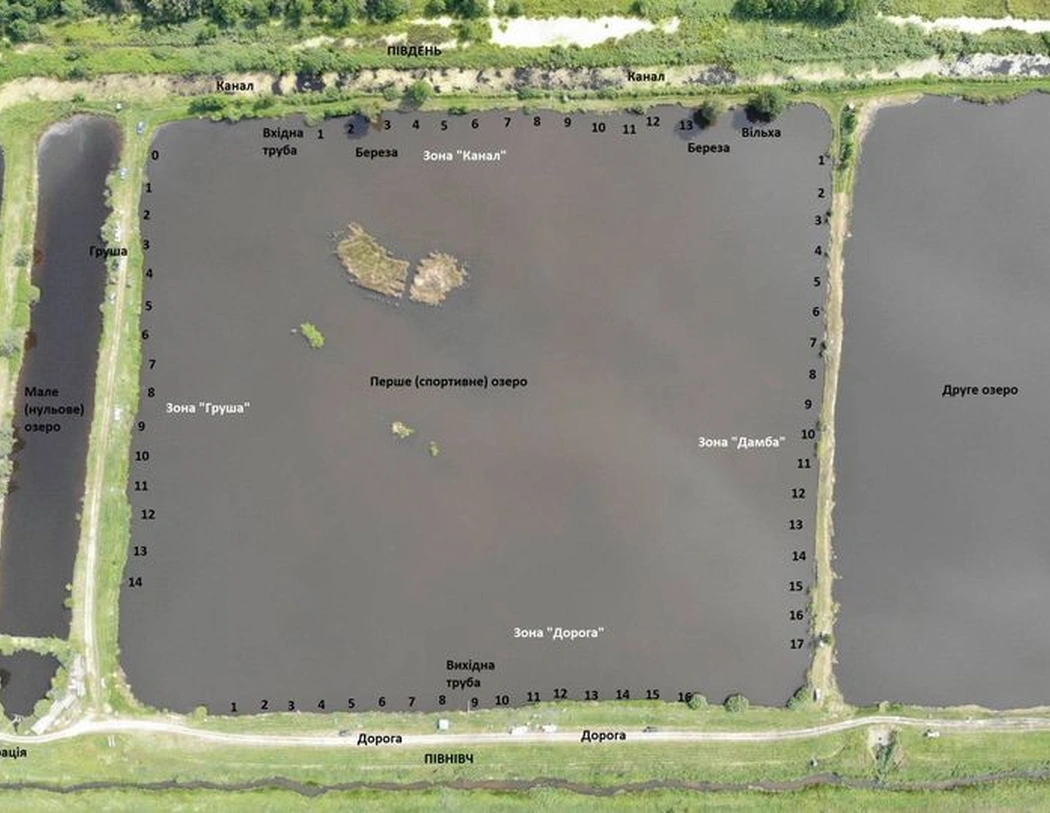 ПІВДЕНЬ
Канал
Канал
Вхідна
труба
1 2 3 4 5 6 7 8 9 10 11 12 13
Вільха
Береза
Береза
Зона "Канал"
0
1
2
3
4
5
6
7
8
9
10
11
12
13
14
Груша
Мале
(нульове)
озеро
Зона "Груша"
Перше (спортивне) озеро
Зона "Дамба"
1
2
3
4
5
6
7
8
9
10
11
12
13
14
15
16
17
Друге озеро
Зона "Дорога"
Вихідна
труба
1 2 3 4 5 6 7 8 9 10 11 12 13 14 15 16
Дорога
Дорога
ація
ПІВНІВЧ